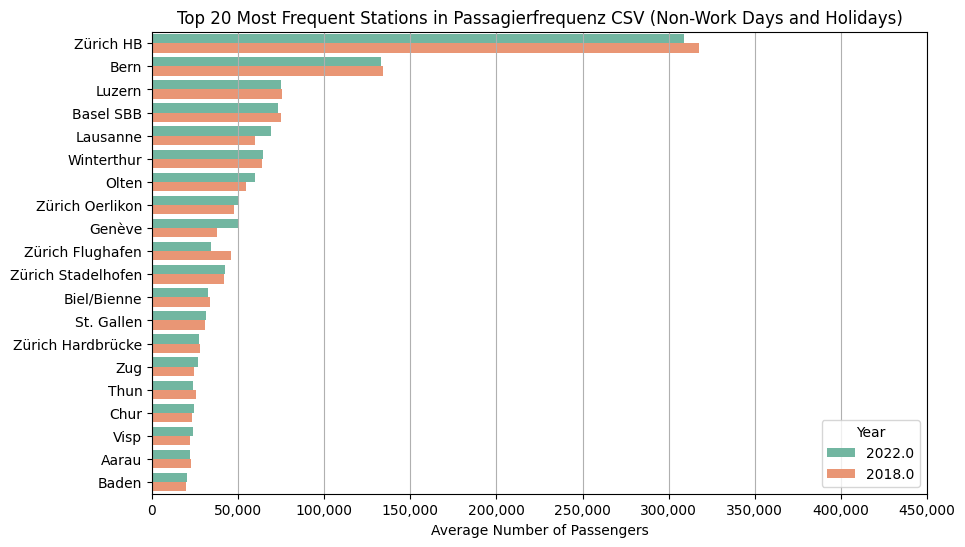 Top 20 Most Frequent Stations in Passagierfrequenz CSV (Non-Work Days and Holidays)
Zürich HB
Bern
Luzern
Basel SBB
Lausanne
Winterthur
Olten
Zürich Oerlikon
Genève
Zürich Flughafen
Zürich Stadelhofen
Biel/Bienne
St. Gallen
Zürich Hardbrücke
Zug
Thun
Chur
Visp
Aarau
Baden
Year
2022.0
2018.0
0 50,000 100,000 150,000 200,000 250,000 300,000 350,000 400,000 450,000
Average Number of Passengers